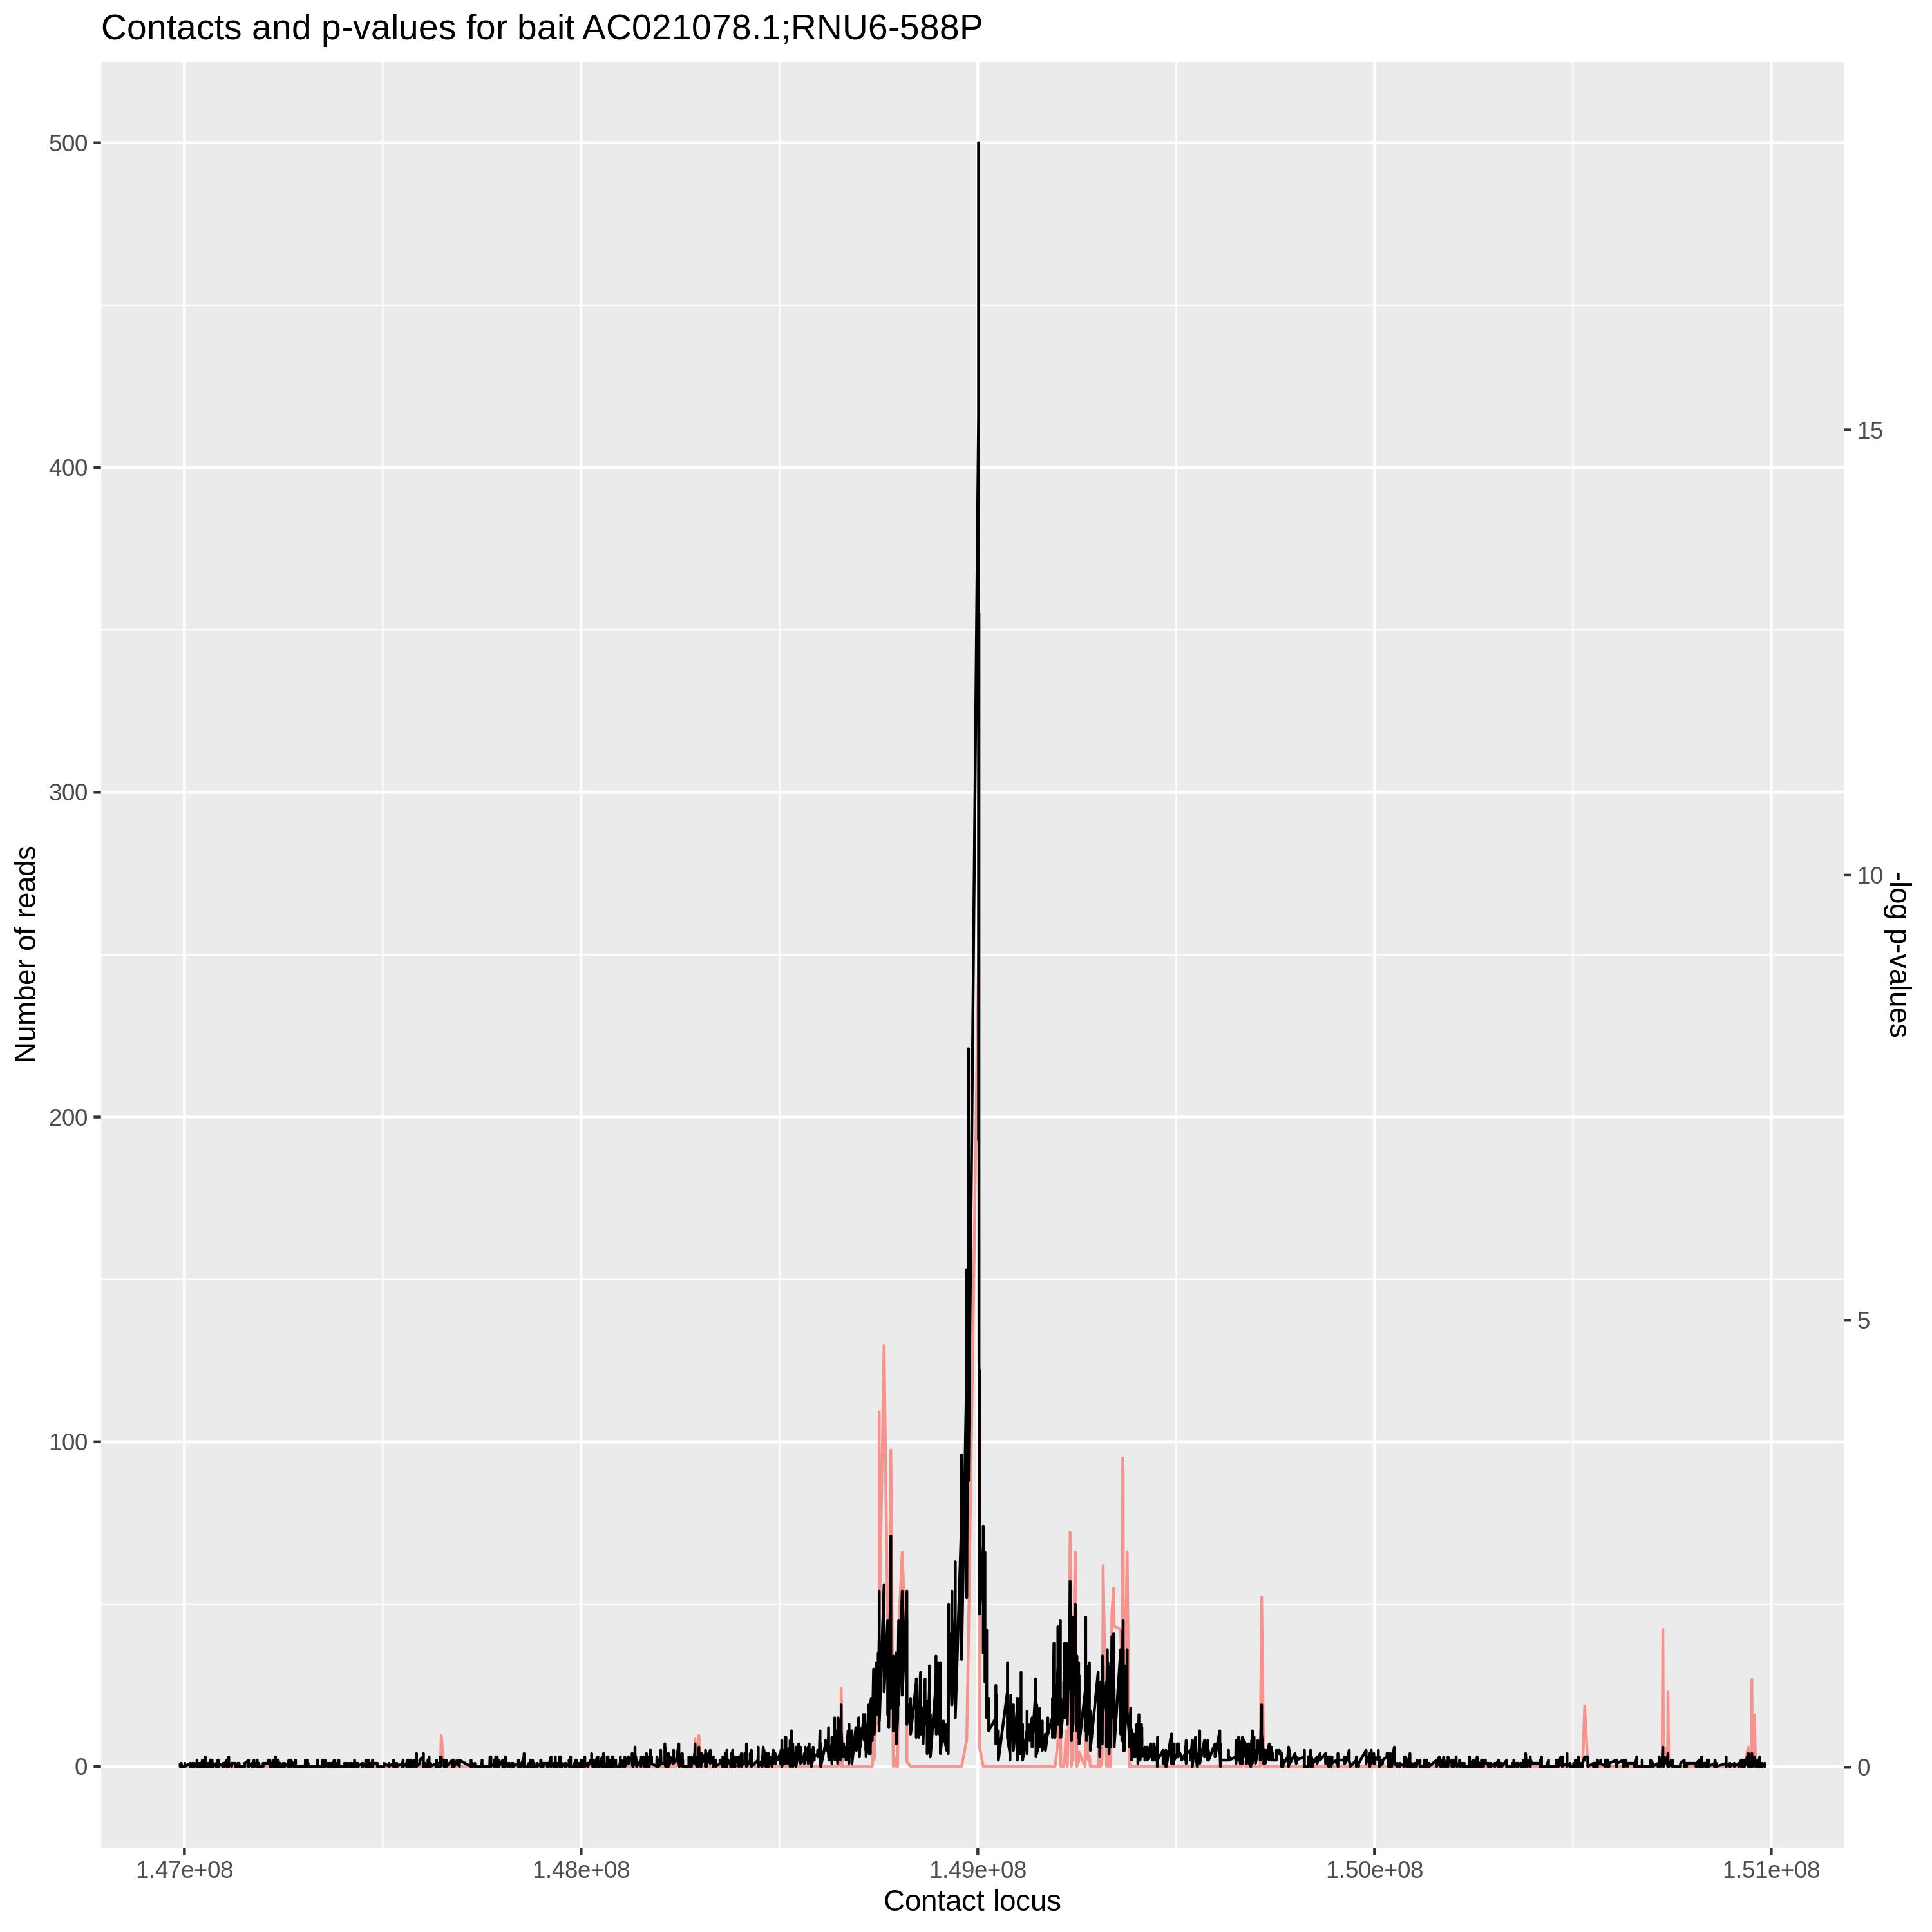 Contacts and p-values for bait AC021078.1;RNU6-588P
500
400
300
200
100
0
Number of reads
15
10
5
0
-log p-values
1.47e+08
1.48e+08
1.49e+08
1.50e+08
1.51e+08
Contact locus